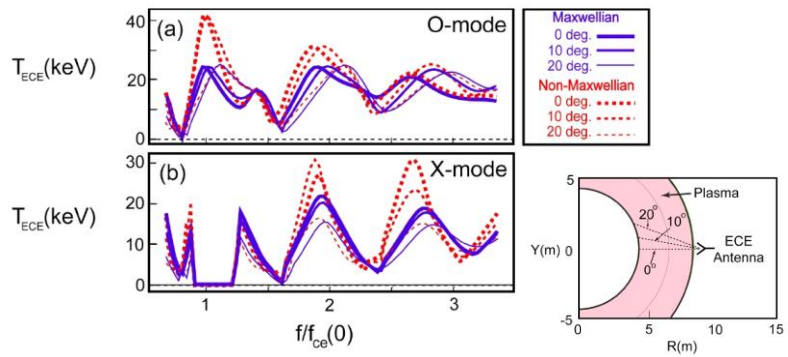 (a)
O-mode
T_ECE(keV)
40
20
0
(b)
X-mode
T_ECE(keV)
30
20
10
0
1
2
3
f/f_ce(0)
Maxwellian
0 deg.
10 deg.
20 deg.
Non-Maxwellian
0 deg.
10 deg.
20 deg.
5
Plasma
20°
10°
Y(m)
0
0°
ECE
Antenna
-5
0
5
10
15
R(m)